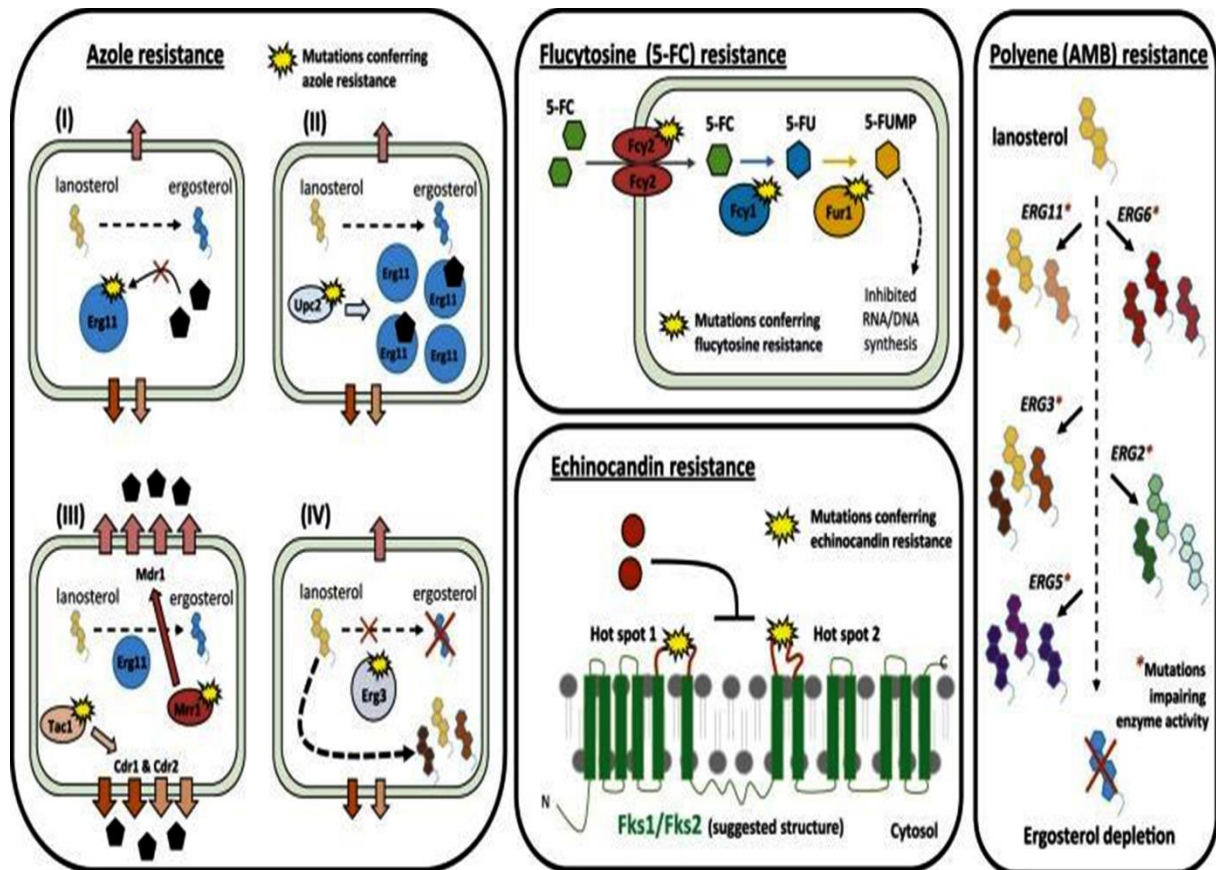 Azole resistance
Mutations conferring
azole resistance
(I)
lanosterol
ergosterol
Erg11
(II)
lanosterol
ergosterol
Upc2
Erg11
Erg11
Erg11
Erg11
(III)
Mdr1
lanosterol
ergosterol
Erg11
Mrr1
Tac1
Cdr1 & Cdr2
(IV)
lanosterol
ergosterol
Erg3
Flucytosine (5-FC) resistance
5-FC
Fcy2
Fcy2
5-FC
5-FU
5-FUMP
Fcy1
Fur1
Mutations conferring
flucytosine resistance
Inhibited
RNA/DNA
synthesis
Echinocandin resistance
Mutations conferring
echinocandin resistance
Hot spot 1
Hot spot 2
C
N
Fks1/Fks2 (suggested structure)
Cytosol
Polyene (AMB) resistance
lanosterol
ERG11*
ERG6*
ERG3*
ERG2*
ERG5*
*Mutations
impairing
enzyme activity
Ergosterol depletion